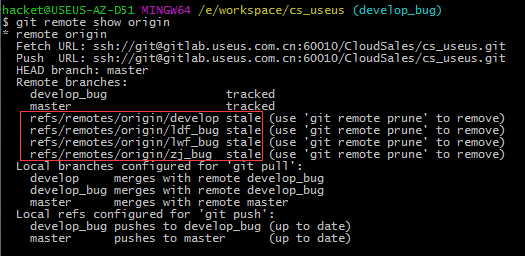 hacket@USEUS-AZ-D51 MINGW64 /e/workspace/cs_useus (develop_bug)
$ git remote show origin
* remote origin
  Fetch URL: ssh://git@gitlab.useus.com.cn:60010/CloudSales/cs_useus.git
  Push  URL: ssh://git@gitlab.useus.com.cn:60010/CloudSales/cs_useus.git
  HEAD branch: master
  Remote branches:
    develop_bug                 tracked
    master                      tracked
    refs/remotes/origin/develop stale (use 'git remote prune' to remove)
    refs/remotes/origin/ldf_bug stale (use 'git remote prune' to remove)
    refs/remotes/origin/lwf_bug stale (use 'git remote prune' to remove)
    refs/remotes/origin/zj_bug  stale (use 'git remote prune' to remove)
  Local branches configured for 'git pull':
    develop     merges with remote develop_bug
    develop_bug merges with remote develop_bug
    master      merges with remote master
  Local refs configured for 'git push':
    develop_bug pushes to develop_bug (up to date)
    master      pushes to master      (up to date)